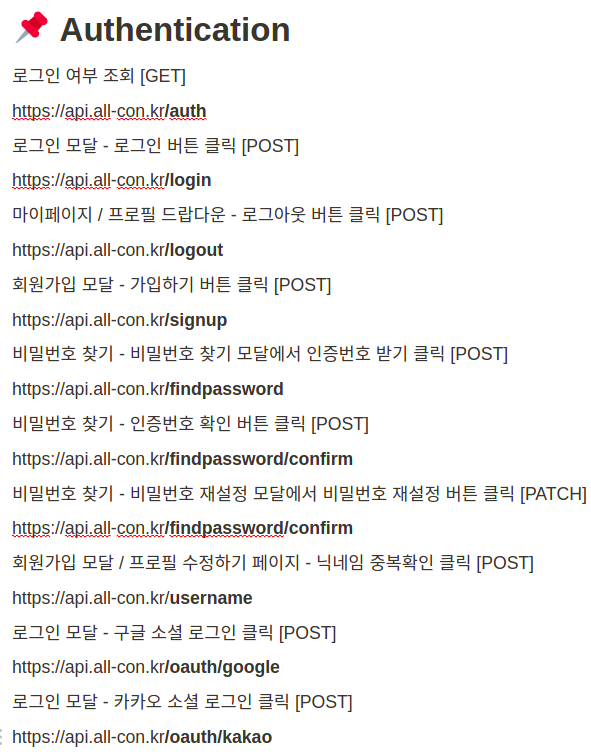 📌 Authentication
로그인 여부 조회 [GET]
https://api.all-con.kr/auth
로그인 모달 - 로그인 버튼 클릭 [POST]
https://api.all-con.kr/login
마이페이지 / 프로필 드랍다운 - 로그아웃 버튼 클릭 [POST]
https://api.all-con.kr/logout
회원가입 모달 - 가입하기 버튼 클릭 [POST]
https://api.all-con.kr/signup
비밀번호 찾기 - 비밀번호 찾기 모달에서 인증번호 받기 클릭 [POST]
https://api.all-con.kr/findpassword
비밀번호 찾기 - 인증번호 확인 버튼 클릭 [POST]
https://api.all-con.kr/findpassword/confirm
비밀번호 찾기 - 비밀번호 재설정 모달에서 비밀번호 재설정 버튼 클릭 [PATCH]
https://api.all-con.kr/findpassword/confirm
회원가입 모달 / 프로필 수정하기 페이지 - 닉네임 중복확인 클릭 [POST]
https://api.all-con.kr/username
로그인 모달 - 구글 소셜 로그인 클릭 [POST]
https://api.all-con.kr/oauth/google
로그인 모달 - 카카오 소셜 로그인 클릭 [POST]
https://api.all-con.kr/oauth/kakao